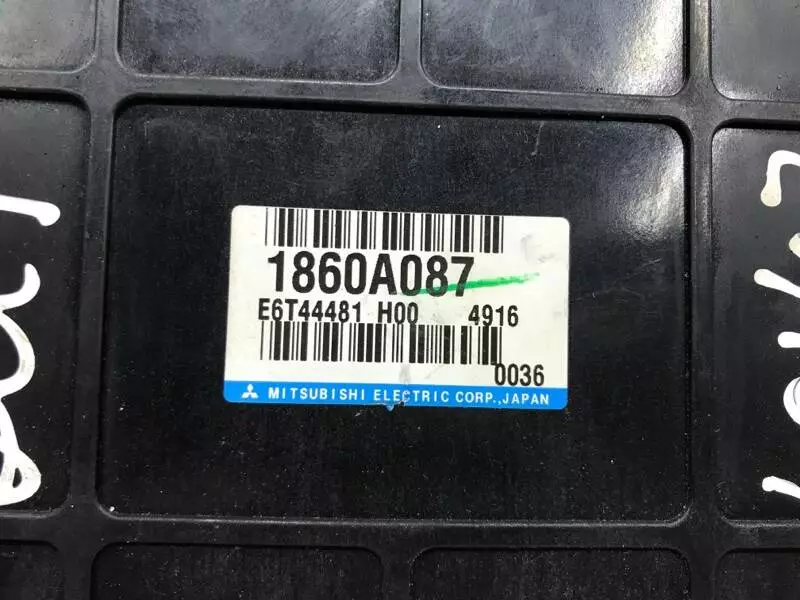 1860A087
E6T44481 H00 4916
0036
MITSUBISHI ELECTRIC CORP., JAPAN